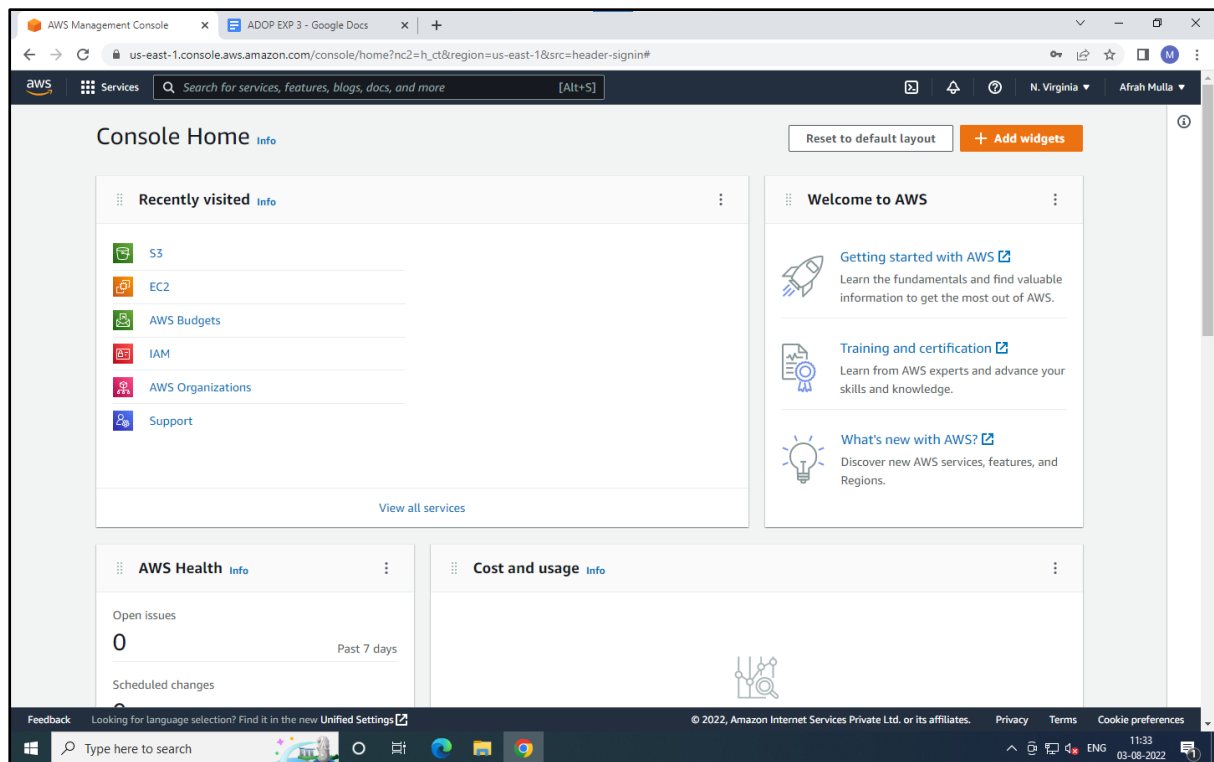 AWS Management Console
ADOP EXP 3 - Google Docs
us-east-1.console.aws.amazon.com/console/home?nc2=h_ct&region=us-east-1&src=header-signin#
M
aws
Services
Search for services, features, blogs, docs, and more
[Alt+S]
N. Virginia
Afrah Mulla
Console Home Info
Reset to default layout
+ Add widgets
Recently visited Info
S3
EC2
AWS Budgets
IAM
AWS Organizations
Support
View all services
Welcome to AWS
Getting started with AWS
Learn the fundamentals and find valuable
information to get the most out of AWS.
Training and certification
Learn from AWS experts and advance your
skills and knowledge.
What's new with AWS?
Discover new AWS services, features, and
Regions.
AWS Health Info
Open issues
0
Past 7 days
Scheduled changes
Cost and usage Info
Feedback
Looking for language selection? Find it in the new Unified Settings
© 2022, Amazon Internet Services Private Ltd. or its affiliates.
Privacy
Terms
Cookie preferences
Type here to search
ENG
11:33
03-08-2022
1